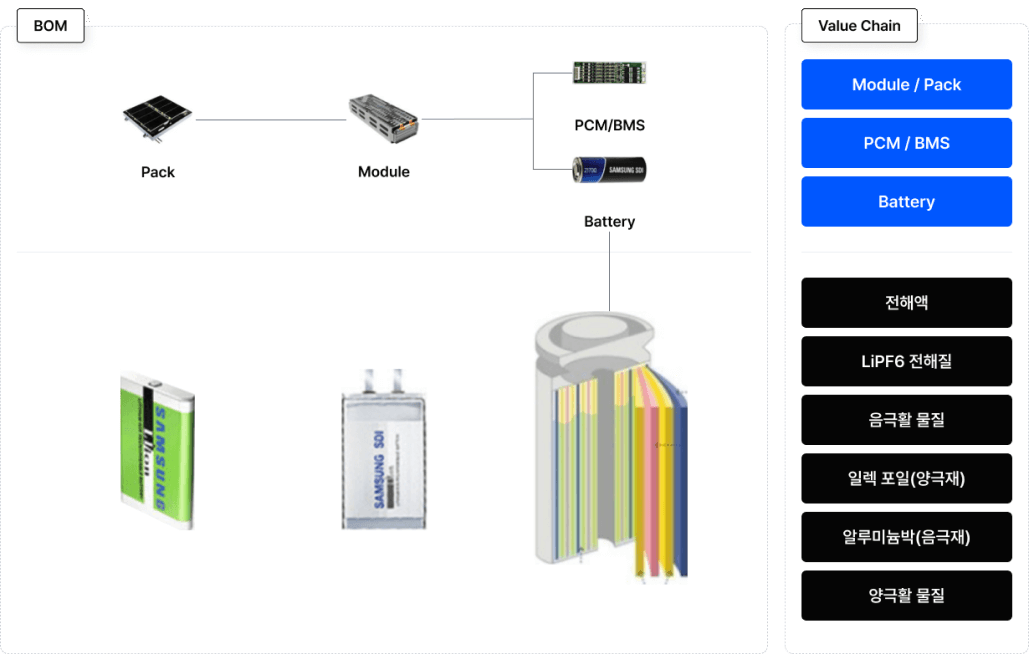 BOM
Pack
Module
PCM/BMS
21700
SAMSUNG SDI
Battery
SAMSUNG
SAMSUNG SDI
Value Chain
Module / Pack
PCM / BMS
Battery
전해액
LiPF6 전해질
음극활 물질
일렉 포일(양극재)
알루미늄박(음극재)
양극활 물질